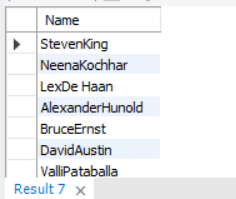 Name
StevenKing
NeenaKochhar
LexDe Haan
AlexanderHunold
BruceErnst
DavidAustin
ValliPataballa
Result 7 ×